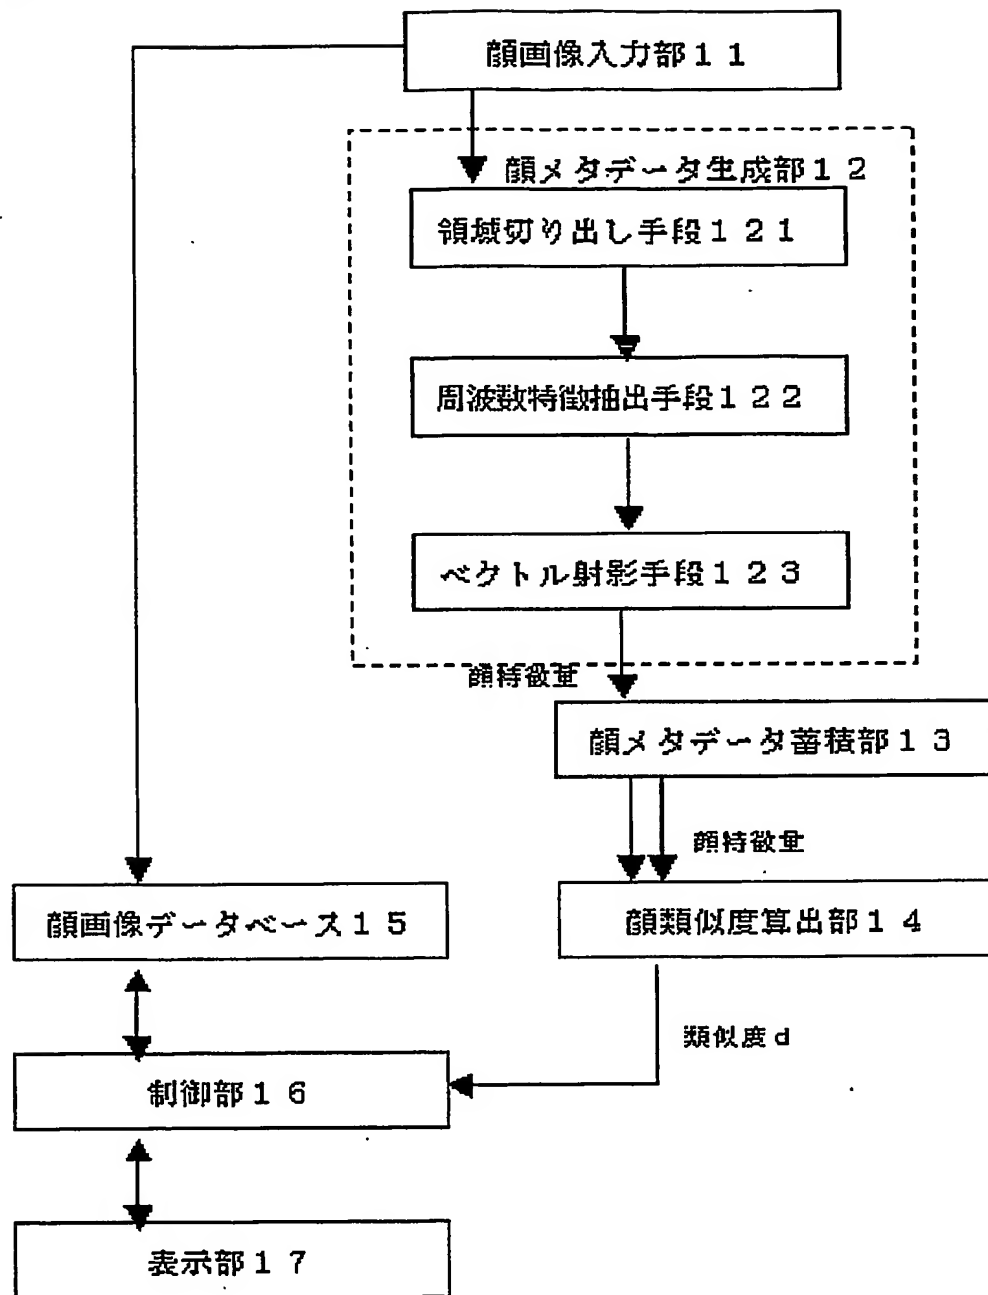 顔画像入力部１１
顔メタデータ生成部１２
領域切り出し手段１２１
周波数特徴抽出手段１２２
ベクトル射影手段１２３
顔特徴量
顔メタデータ蓄積部１３
顔特徴量
顔画像データベース１５
顔類似度算出部１４
類似度ｄ
制御部１６
表示部１７